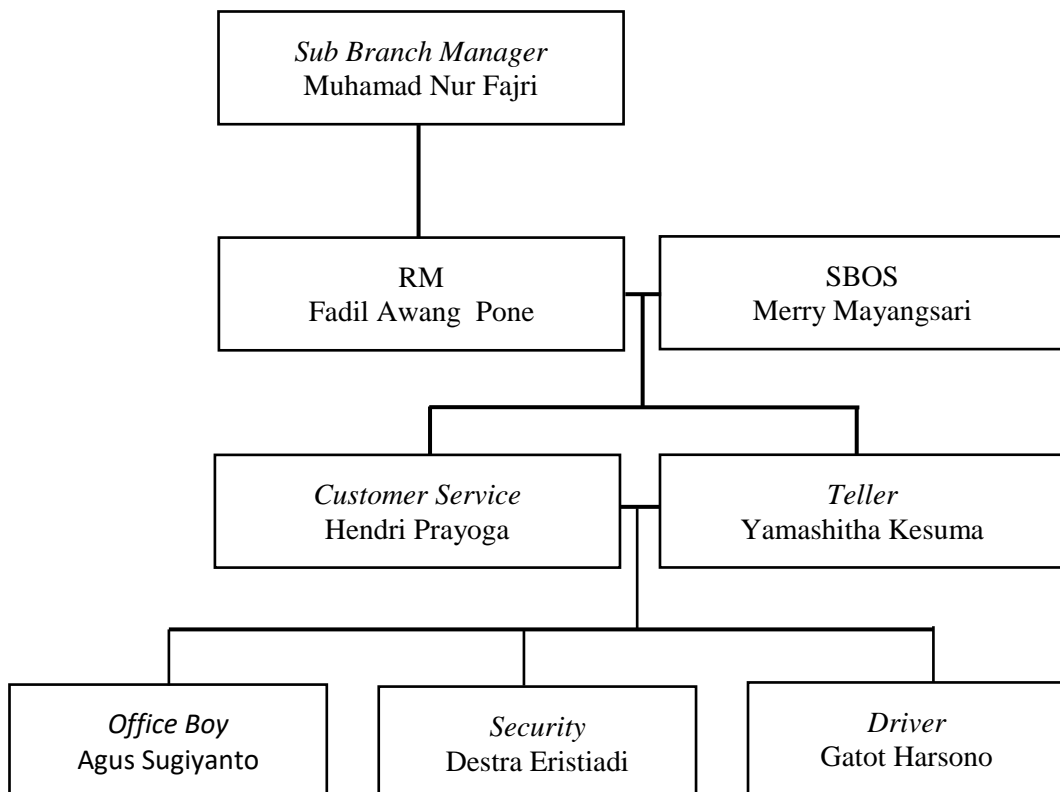 Sub Branch Manager
Muhamad Nur Fajri
RM
Fadil Awang Pone
SBOS
Merry Mayangsari
Customer Service
Hendri Prayoga
Teller
Yamashitha Kesuma
Office Boy
Agus Sugiyanto
Security
Destra Eristiadi
Driver
Gatot Harsono